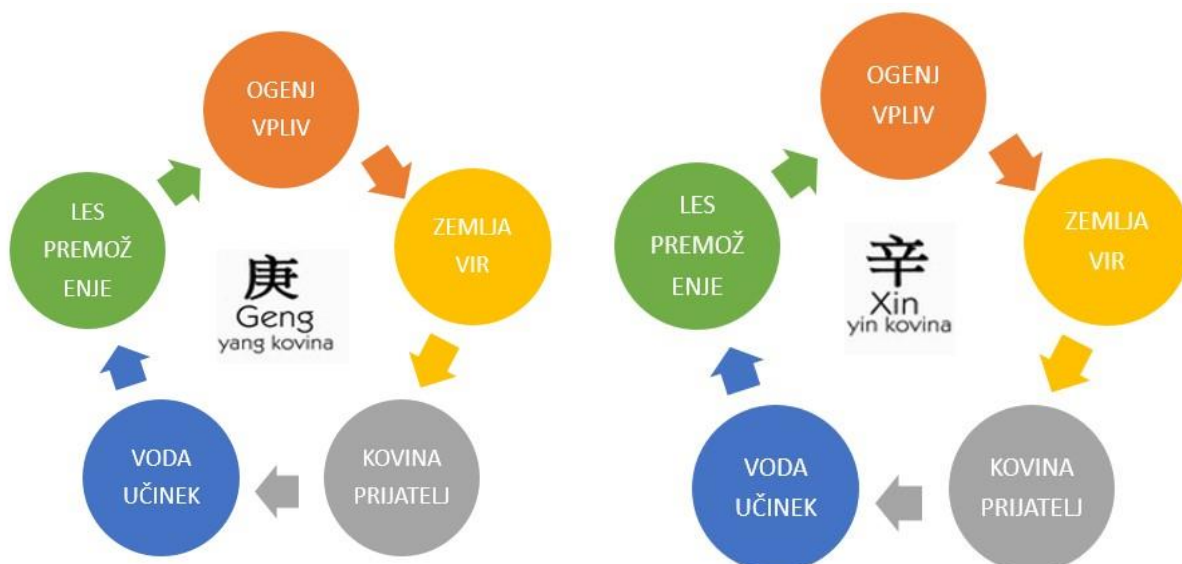 OGENJ
VPLIV
ZEMLJA
VIR
KOVINA
PRIJATELJ
VODA
UČINEK
LES
PREMOŽ
ENJE
庚
Geng
yang kovina
OGENJ
VPLIV
ZEMLJA
VIR
KOVINA
PRIJATELJ
VODA
UČINEK
LES
PREMOŽ
ENJE
辛
Xin
yin kovina